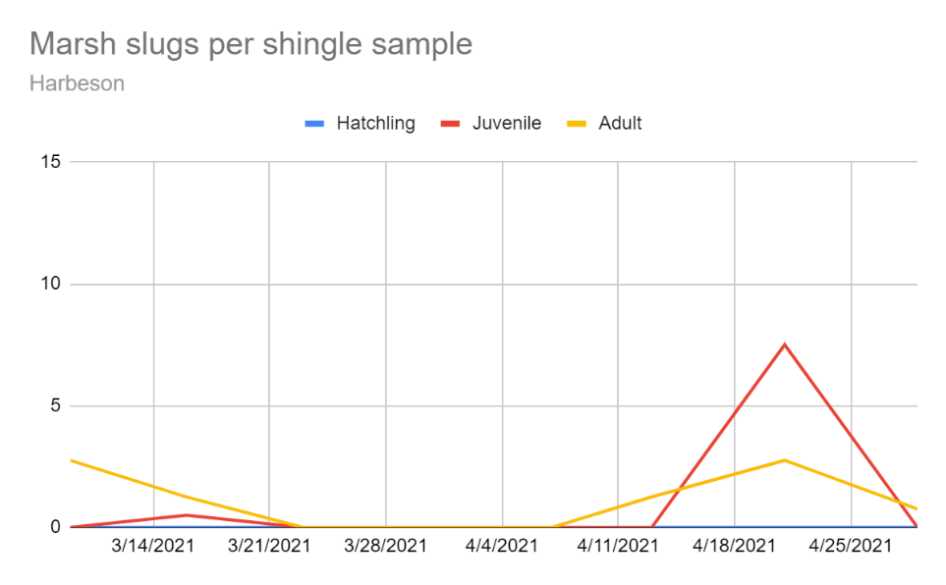 Marsh slugs per shingle sample
Harbeson
Hatchling Juvenile Adult
15
10
5
0
3/14/2021 3/21/2021 3/28/2021 4/4/2021 4/11/2021 4/18/2021 4/25/2021